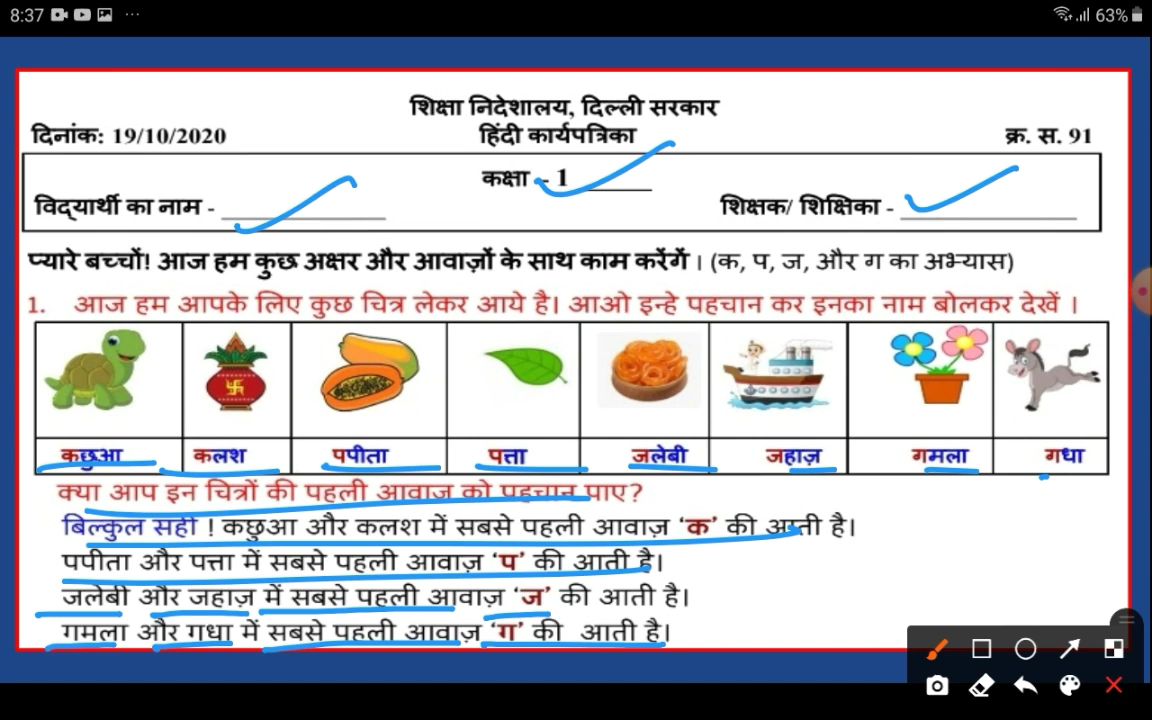 8:37 63%
शिक्षा निदेशालय, दिल्ली सरकार
दिनांक: 19/10/2020 हिंदी कार्यपत्रिका क्र. स. 91
कक्षा - 1
विद्यार्थी का नाम - शिक्षक/ शिक्षिका -
प्यारे बच्चों! आज हम कुछ अक्षर और आवाज़ों के साथ काम करेंगें। (क, प, ज, और ग का अभ्यास)
1. आज हम आपके लिए कुछ चित्र लेकर आये है। आओ इन्हे पहचान कर इनका नाम बोलकर देखें ।
कछुआ कलश पपीता पत्ता जलेबी जहाज़ गमला गधा
क्या आप इन चित्रों की पहली आवाज को पहचान पाए?
बिल्कुल सही ! कछुआ और कलश में सबसे पहली आवाज़ ‘क’ की आती है।
पपीता और पत्ता में सबसे पहली आवाज़ ‘प’ की आती है।
जलेबी और जहाज़ में सबसे पहली आवाज़ ‘ज’ की आती है।
गमला और गधा में सबसे पहली आवाज़ ‘ग’ की आती है।